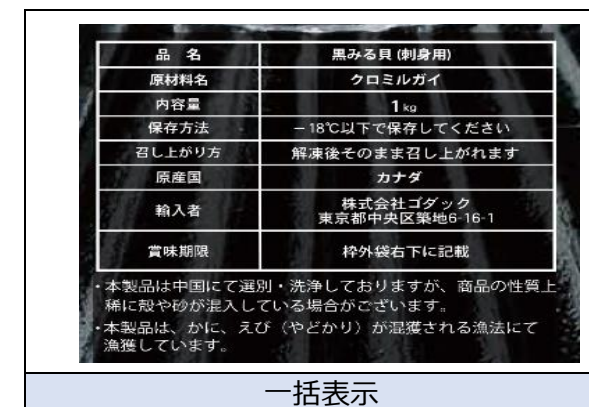 品 名 黒みる貝 (刺身用)
原材料名 クロミルガイ
内容量 1 kg
保存方法 －18℃以下で保存してください
召し上がり方 解凍後そのまま召し上がれます
原産国 カナダ
輸入者 株式会社ゴダック
東京都中央区築地6-16-1
賞味期限 枠外袋右下に記載
・本製品は中国にて選別・洗浄しておりますが、商品の性質上
稀に殻や砂が混入している場合がございます。
・本製品は、かに、えび（やどかり）が混獲される漁法にて
漁獲しています。
一括表示